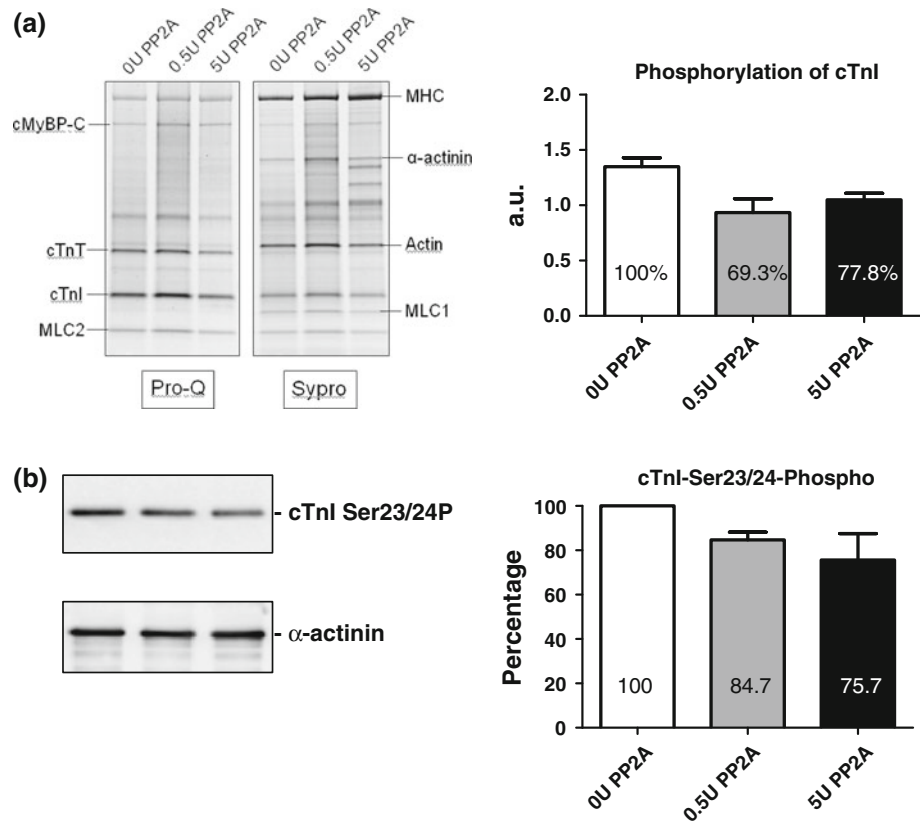 (a)
0U PP2A
0.5U PP2A
5U PP2A
0U PP2A
0.5U PP2A
5U PP2A
cMyBP-C
cTnT
cTnI
MLC2
MHC
α-actinin
Actin
MLC1
Pro-Q
Sypro
Phosphorylation of cTnI
a.u.
2.0
1.5
1.0
0.5
0.0
100%
69.3%
77.8%
0U PP2A
0.5U PP2A
5U PP2A
(b)
- cTnI Ser23/24P
- α-actinin
cTnI-Ser23/24-Phospho
Percentage
100
80
60
40
20
0
100
84.7
75.7
0U PP2A
0.5U PP2A
5U PP2A